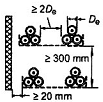 ≥ 2Dₑ
Dₑ
≥ 300 mm
≥ 20 mm